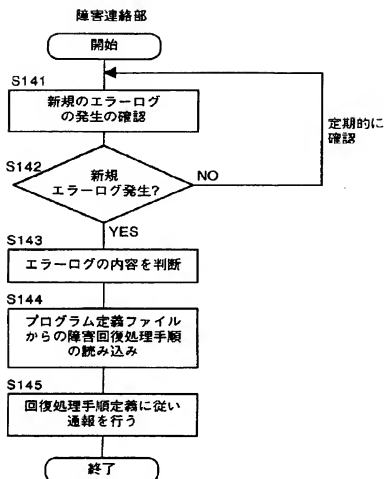 障害連絡部
開始
S141
新規のエラーログ
の発生の確認
定期的に
確認
S142
新規
エラーログ発生?
NO
YES
S143
エラーログの内容を判断
S144
プログラム定義ファイル
からの障害回復処理手順
の読み込み
S145
回復処理手順定義に従い
通報を行う
終了